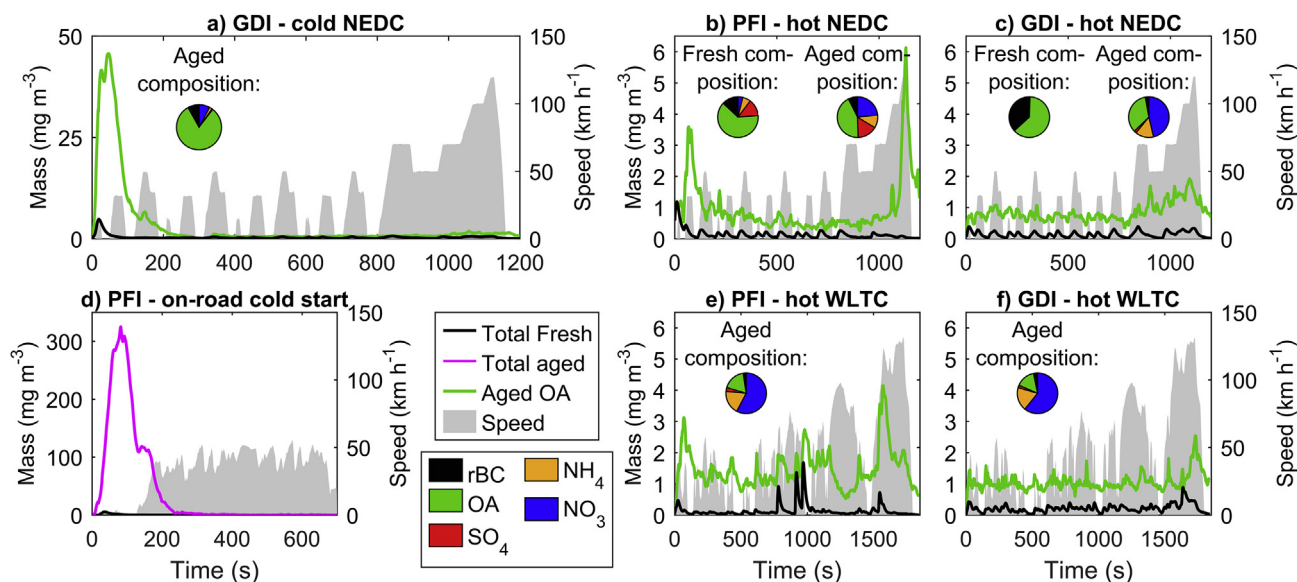 a) GDI - cold NEDC
50
25
0
Mass (mg m-3)
150
100
50
0
Speed (km h-1)
0 200 400 600 800 1000 1200
Aged
composition:
b) PFI - hot NEDC
6
5
4
3
2
1
0
Mass (mg m-3)
0 500 1000
Fresh com-
position:
Aged com-
position:
c) GDI - hot NEDC
6
5
4
3
2
1
0
150
100
50
0
Speed (km h-1)
0 500 1000
Fresh com-
position:
Aged com-
position:
d) PFI - on-road cold start
300
200
100
0
Mass (mg m-3)
150
100
50
0
Speed (km h-1)
0 200 400 600
Time (s)
Total Fresh
Total aged
Aged OA
Speed
rBC
OA
SO4
NH4
NO3
e) PFI - hot WLTC
6
5
4
3
2
1
0
Mass (mg m-3)
0 500 1000 1500
Time (s)
Aged
composition:
f) GDI - hot WLTC
6
5
4
3
2
1
0
150
100
50
0
Speed (km h-1)
0 500 1000 1500
Time (s)
Aged
composition: